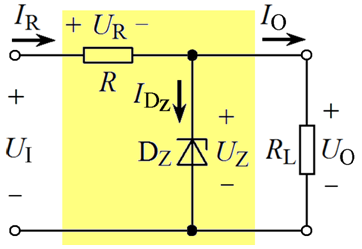 I_R + U_R − I_O
R I_Dz
+ + +
U_I D_Z U_Z R_L U_O
− − −